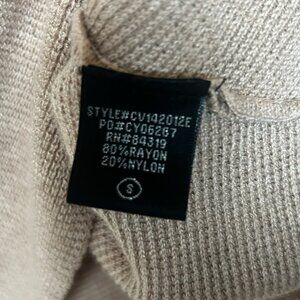 STYLE#CV142012E
PO#CY06267
RN#84319
80%RAYON
20%NYLON
S